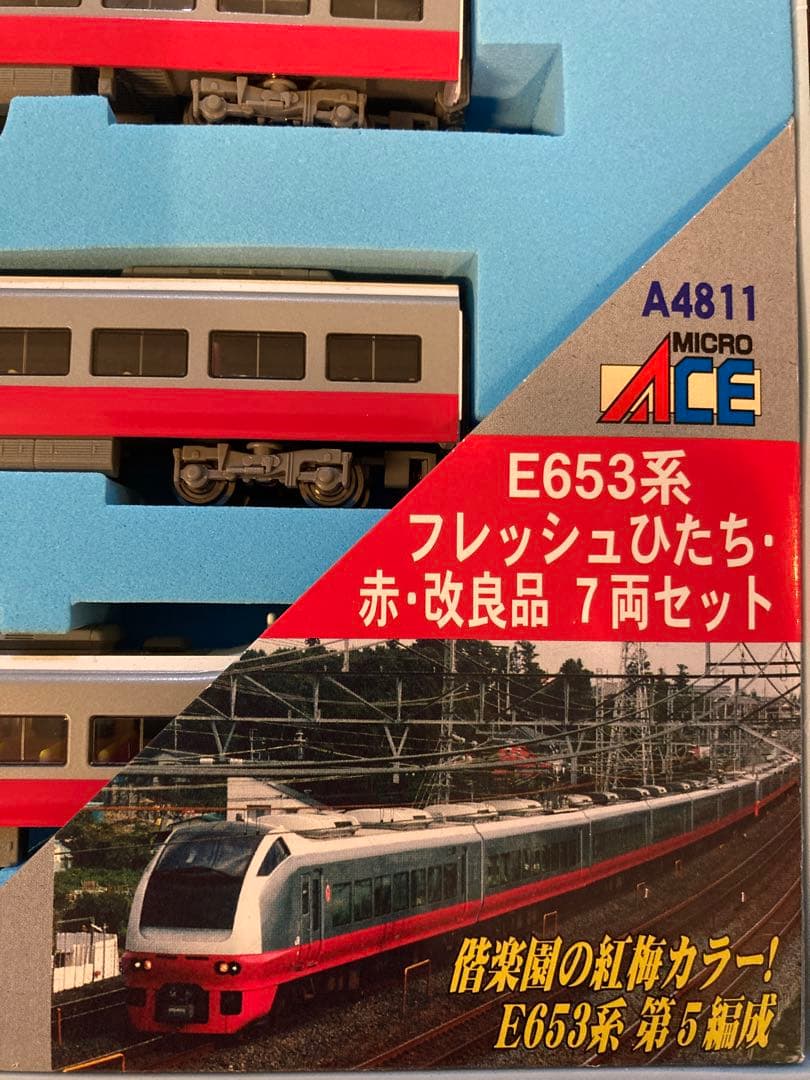 A4811
MICRO
ACE
E653系
フレッシュひたち・
赤・改良品 7両セット
偕楽園の紅梅カラー!
E653系 第5編成